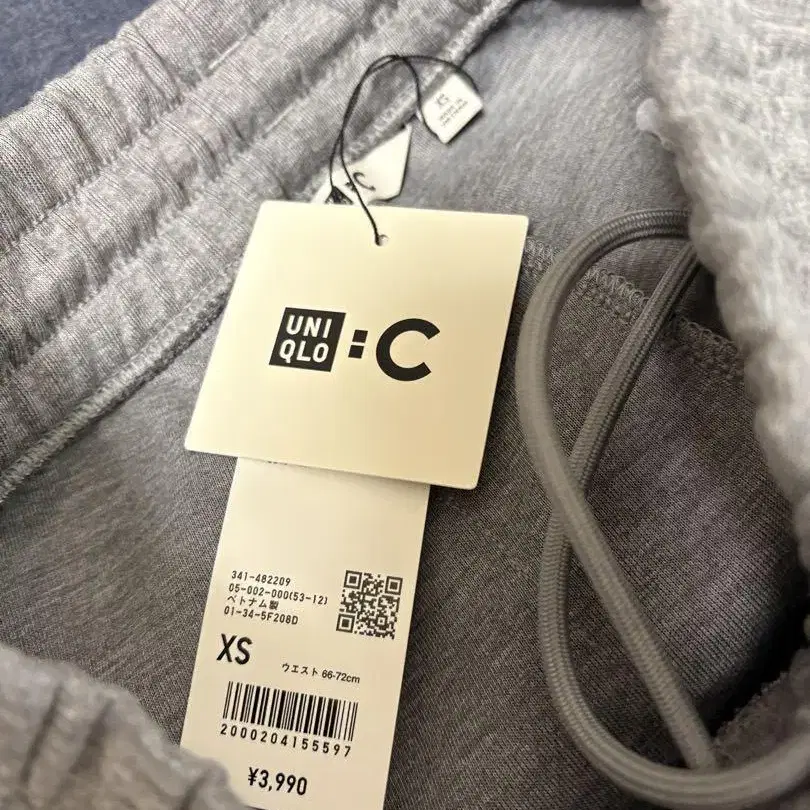 XS
UNI
QLO
:C
341-482209
05-002-000(53-12)
ベトナム製
01-34-5F208D
XS
ウエスト 66-72cm
2000204155597
¥3,990